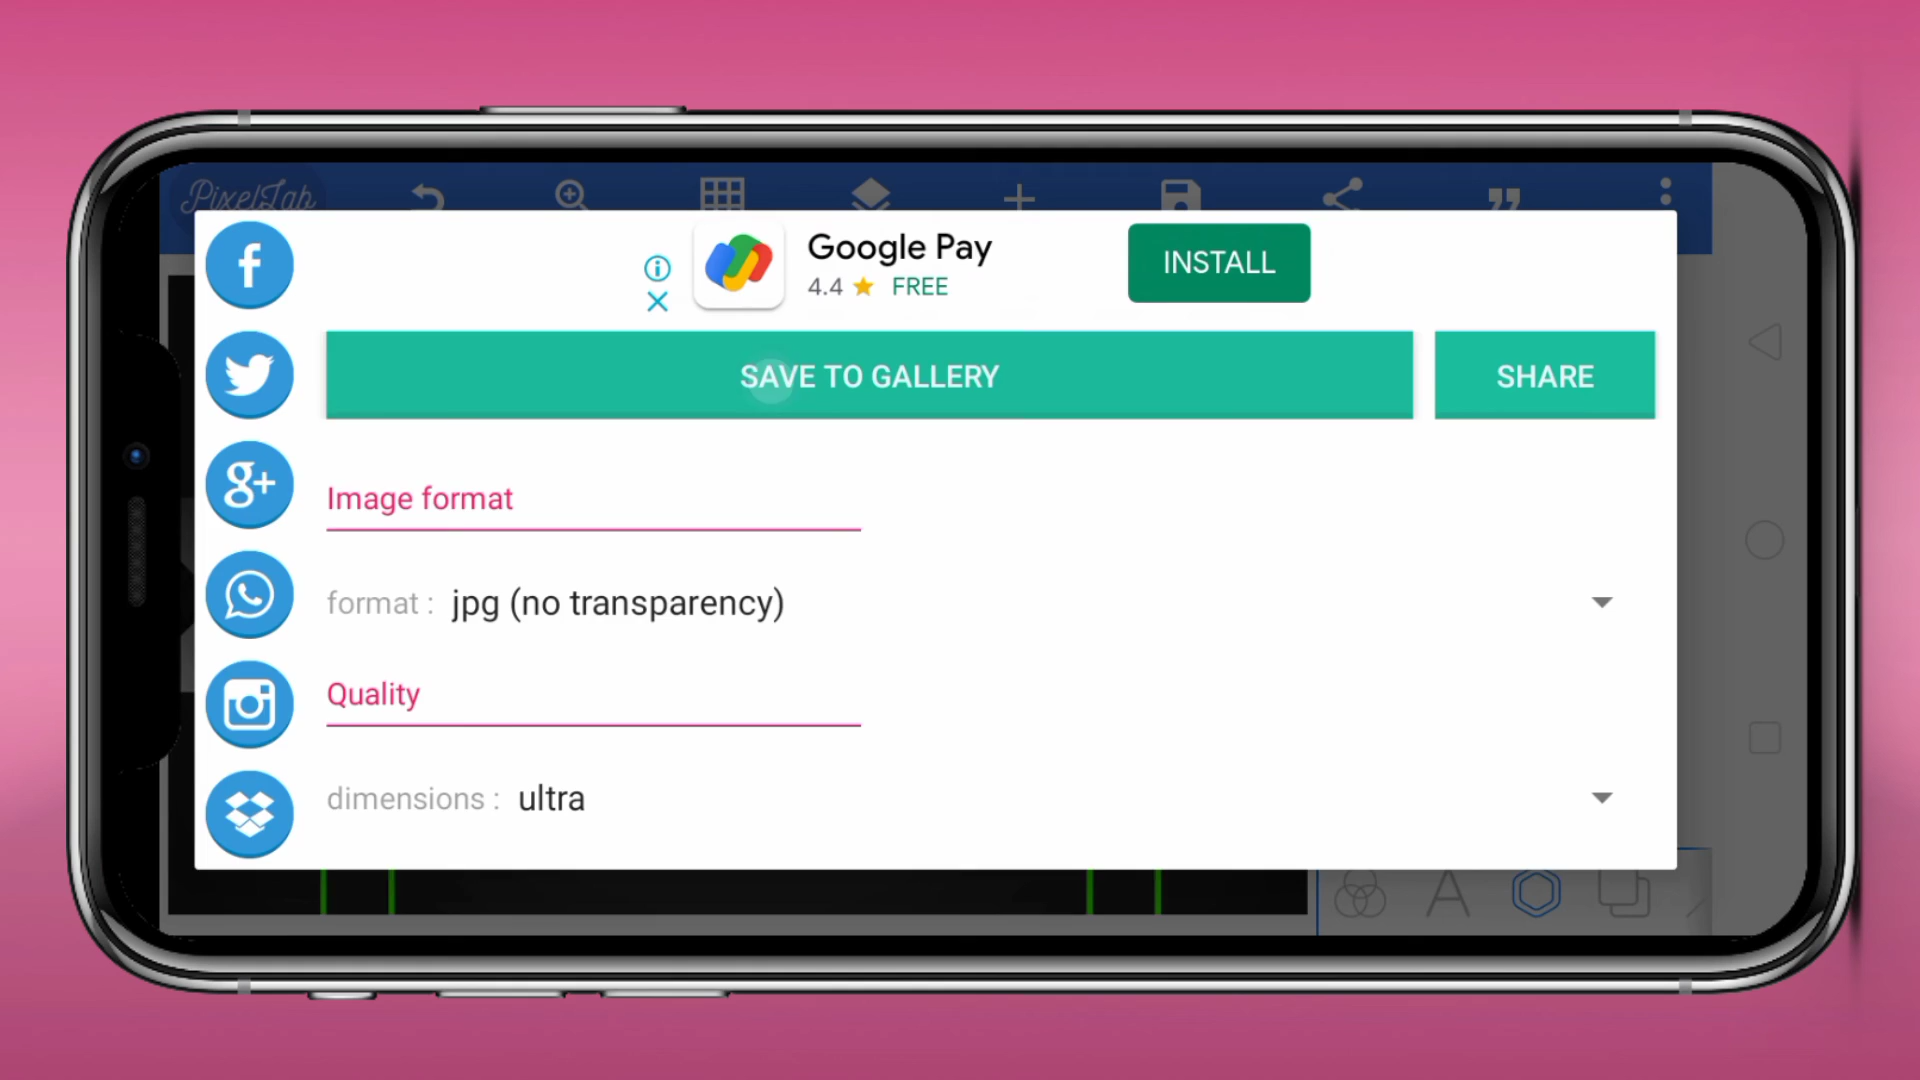 PixelLab
Google Pay
4.4 ★ FREE
INSTALL
SAVE TO GALLERY
SHARE
Image format
format : jpg (no transparency)
Quality
dimensions : ultra